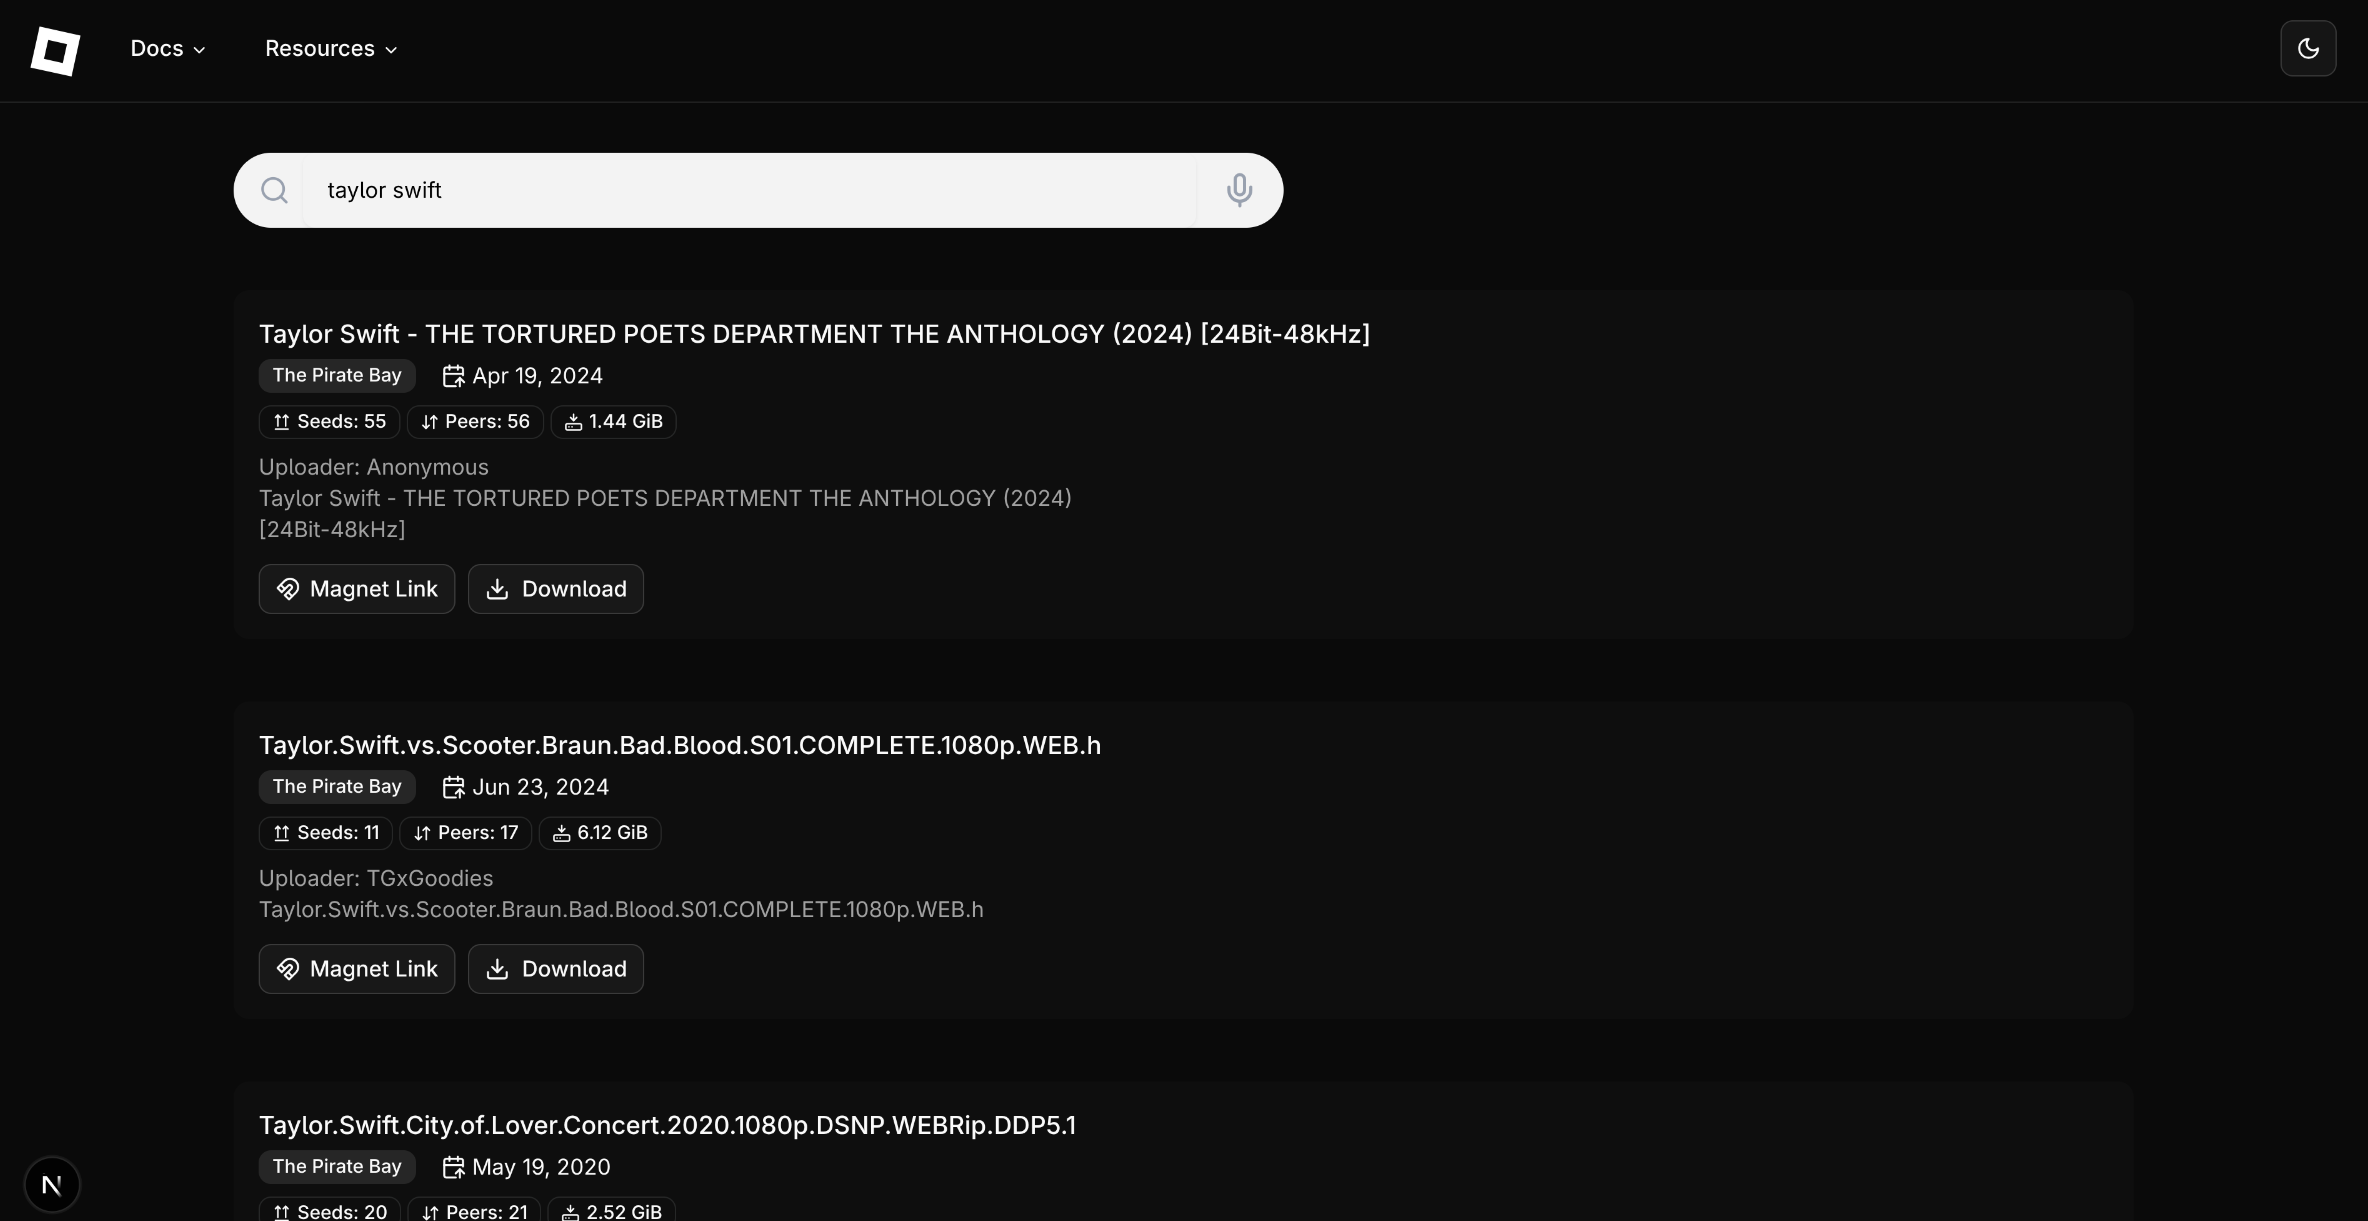 Docs
Resources
taylor swift
Taylor Swift - THE TORTURED POETS DEPARTMENT THE ANTHOLOGY (2024) [24Bit-48kHz]
The Pirate Bay
Apr 19, 2024
Seeds: 55
Peers: 56
1.44 GiB
Uploader: Anonymous
Taylor Swift - THE TORTURED POETS DEPARTMENT THE ANTHOLOGY (2024)
[24Bit-48kHz]
Magnet Link
Download
Taylor.Swift.vs.Scooter.Braun.Bad.Blood.S01.COMPLETE.1080p.WEB.h
The Pirate Bay
Jun 23, 2024
Seeds: 11
Peers: 17
6.12 GiB
Uploader: TGxGoodies
Taylor.Swift.vs.Scooter.Braun.Bad.Blood.S01.COMPLETE.1080p.WEB.h
Magnet Link
Download
Taylor.Swift.City.of.Lover.Concert.2020.1080p.DSNP.WEBRip.DDP5.1
The Pirate Bay
May 19, 2020
Seeds: 20
Peers: 21
2.52 GiB
N